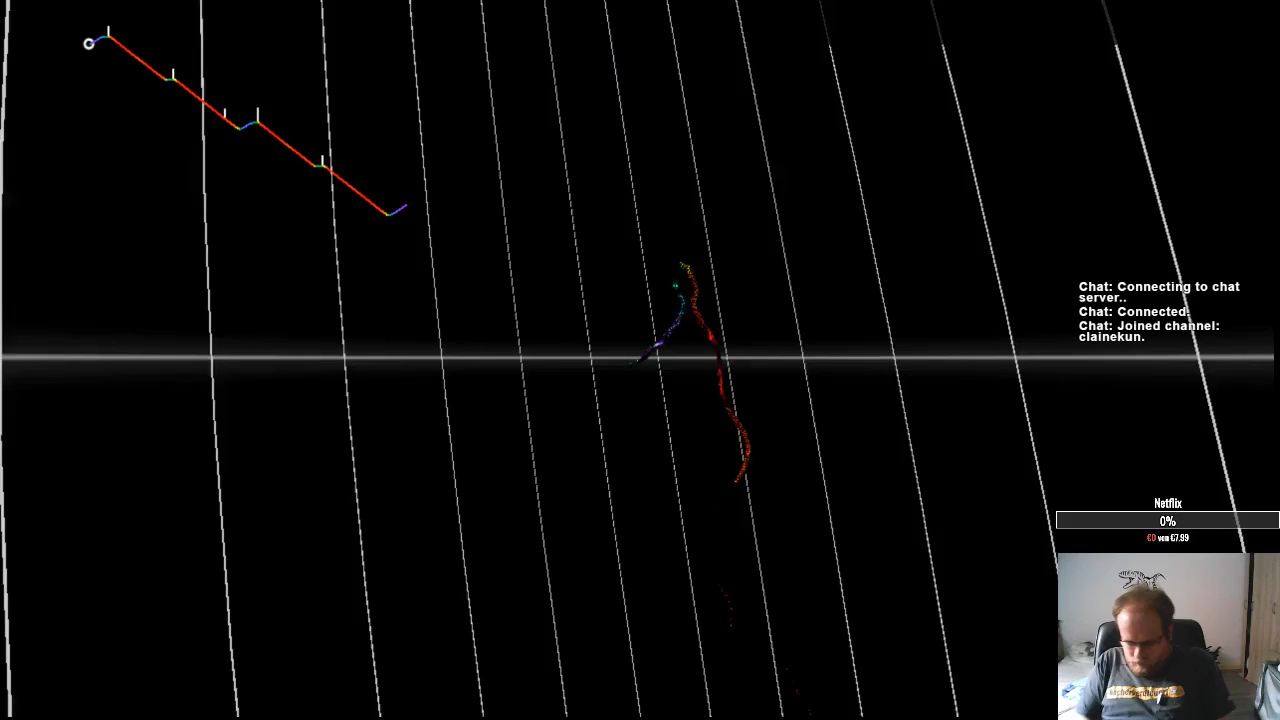 Chat: Connecting to chat
server..
Chat: Connected.
Chat: Joined channel:
clainekun.
Netflix
0%
€0 von €7.99